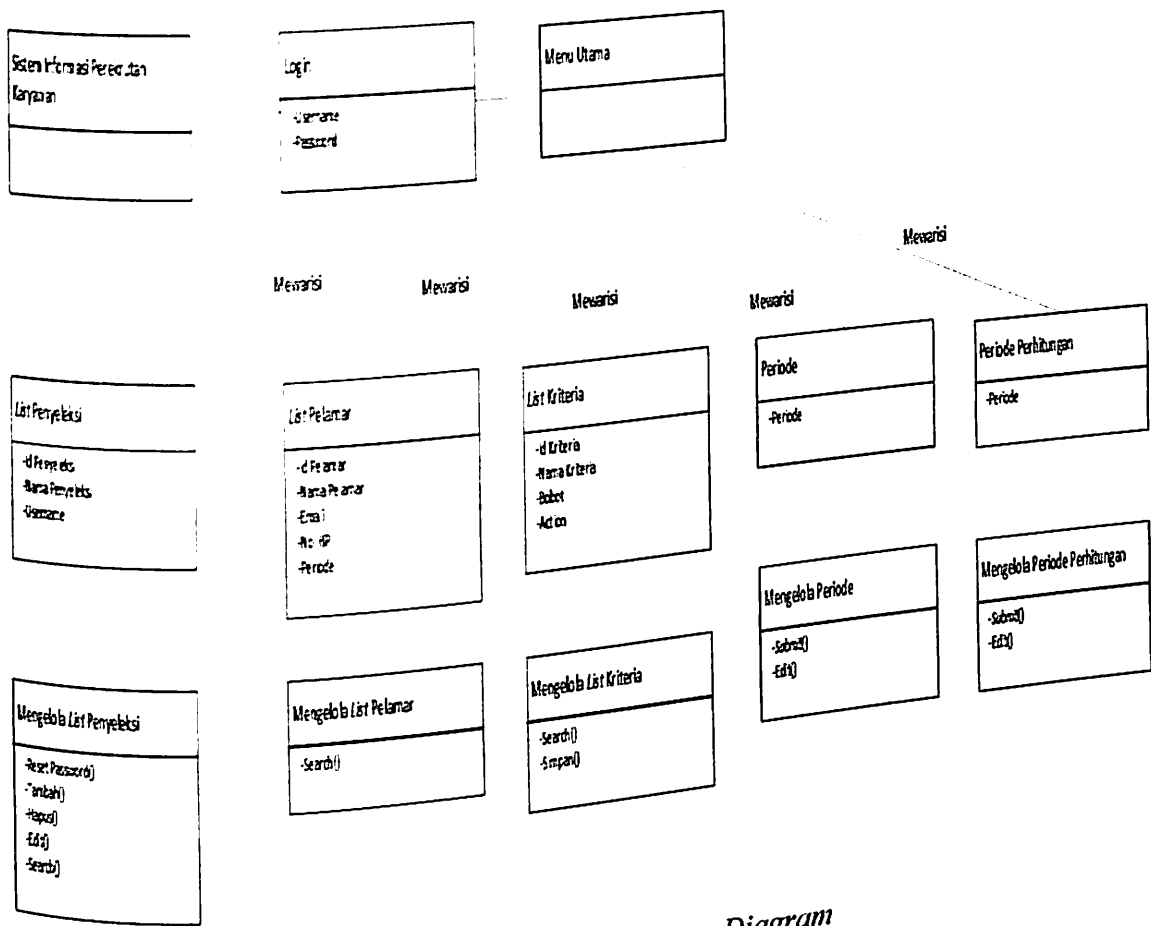 Sistem Informasi Perekrutan
Karyawan
Login
-Username
-Password
Menu Utama
Mewarisi
Mewarisi
Mewarisi
Mewarisi
Mewarisi
List Penyeleksi
-Id Penyeleksi
-Nama Penyeleksi
-Username
List Pelamar
-Id Pelamar
-Nama Pelamar
-Email
-No HP
-Periode
List Kriteria
-Id Kriteria
-Nama Kriteria
-Bobot
-Action
Periode
-Periode
Periode Perhitungan
-Periode
Mengelola List Penyeleksi
-Reset Password()
-Tambah()
-Hapus()
-Edit()
-Search()
Mengelola List Pelamar
-Search()
Mengelola List Kriteria
-Search()
-Simpan()
Mengelola Periode
-Submit()
-Edit()
Mengelola Periode Perhitungan
-Submit()
-Edit()
Diagram